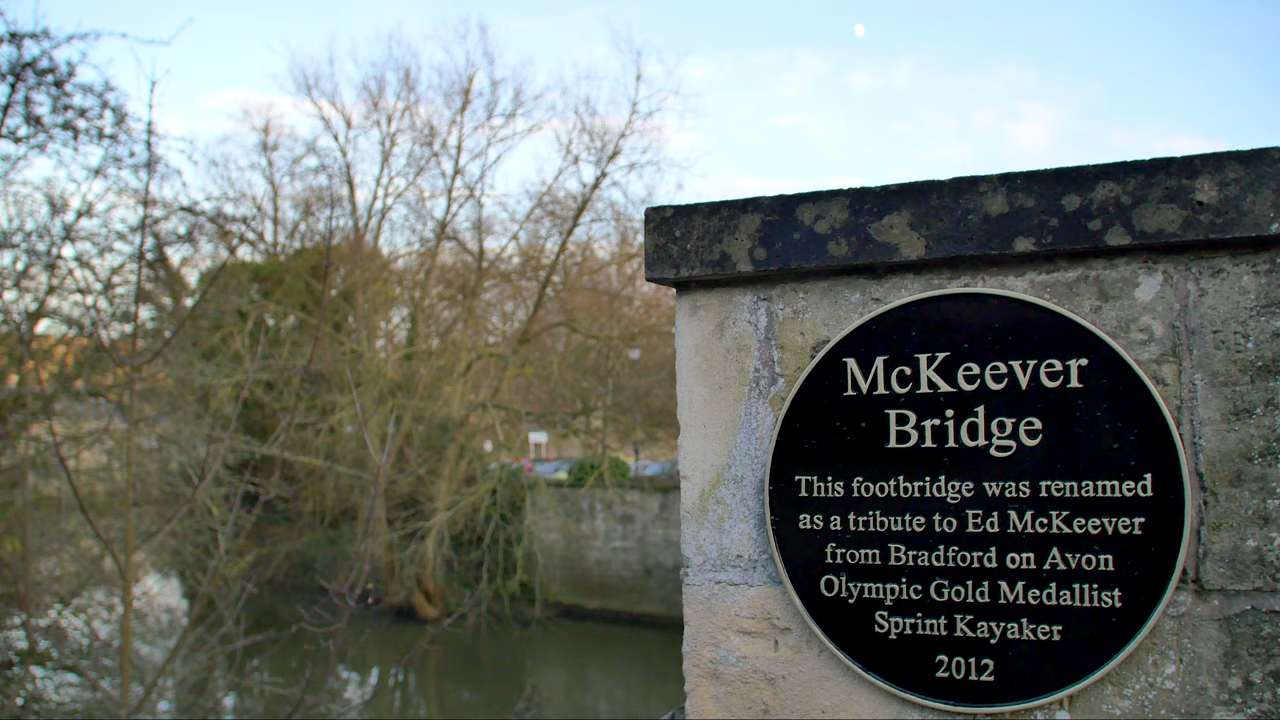 McKeever
Bridge
This footbridge was renamed
as a tribute to Ed McKeever
from Bradford on Avon
Olympic Gold Medallist
Sprint Kayaker
2012